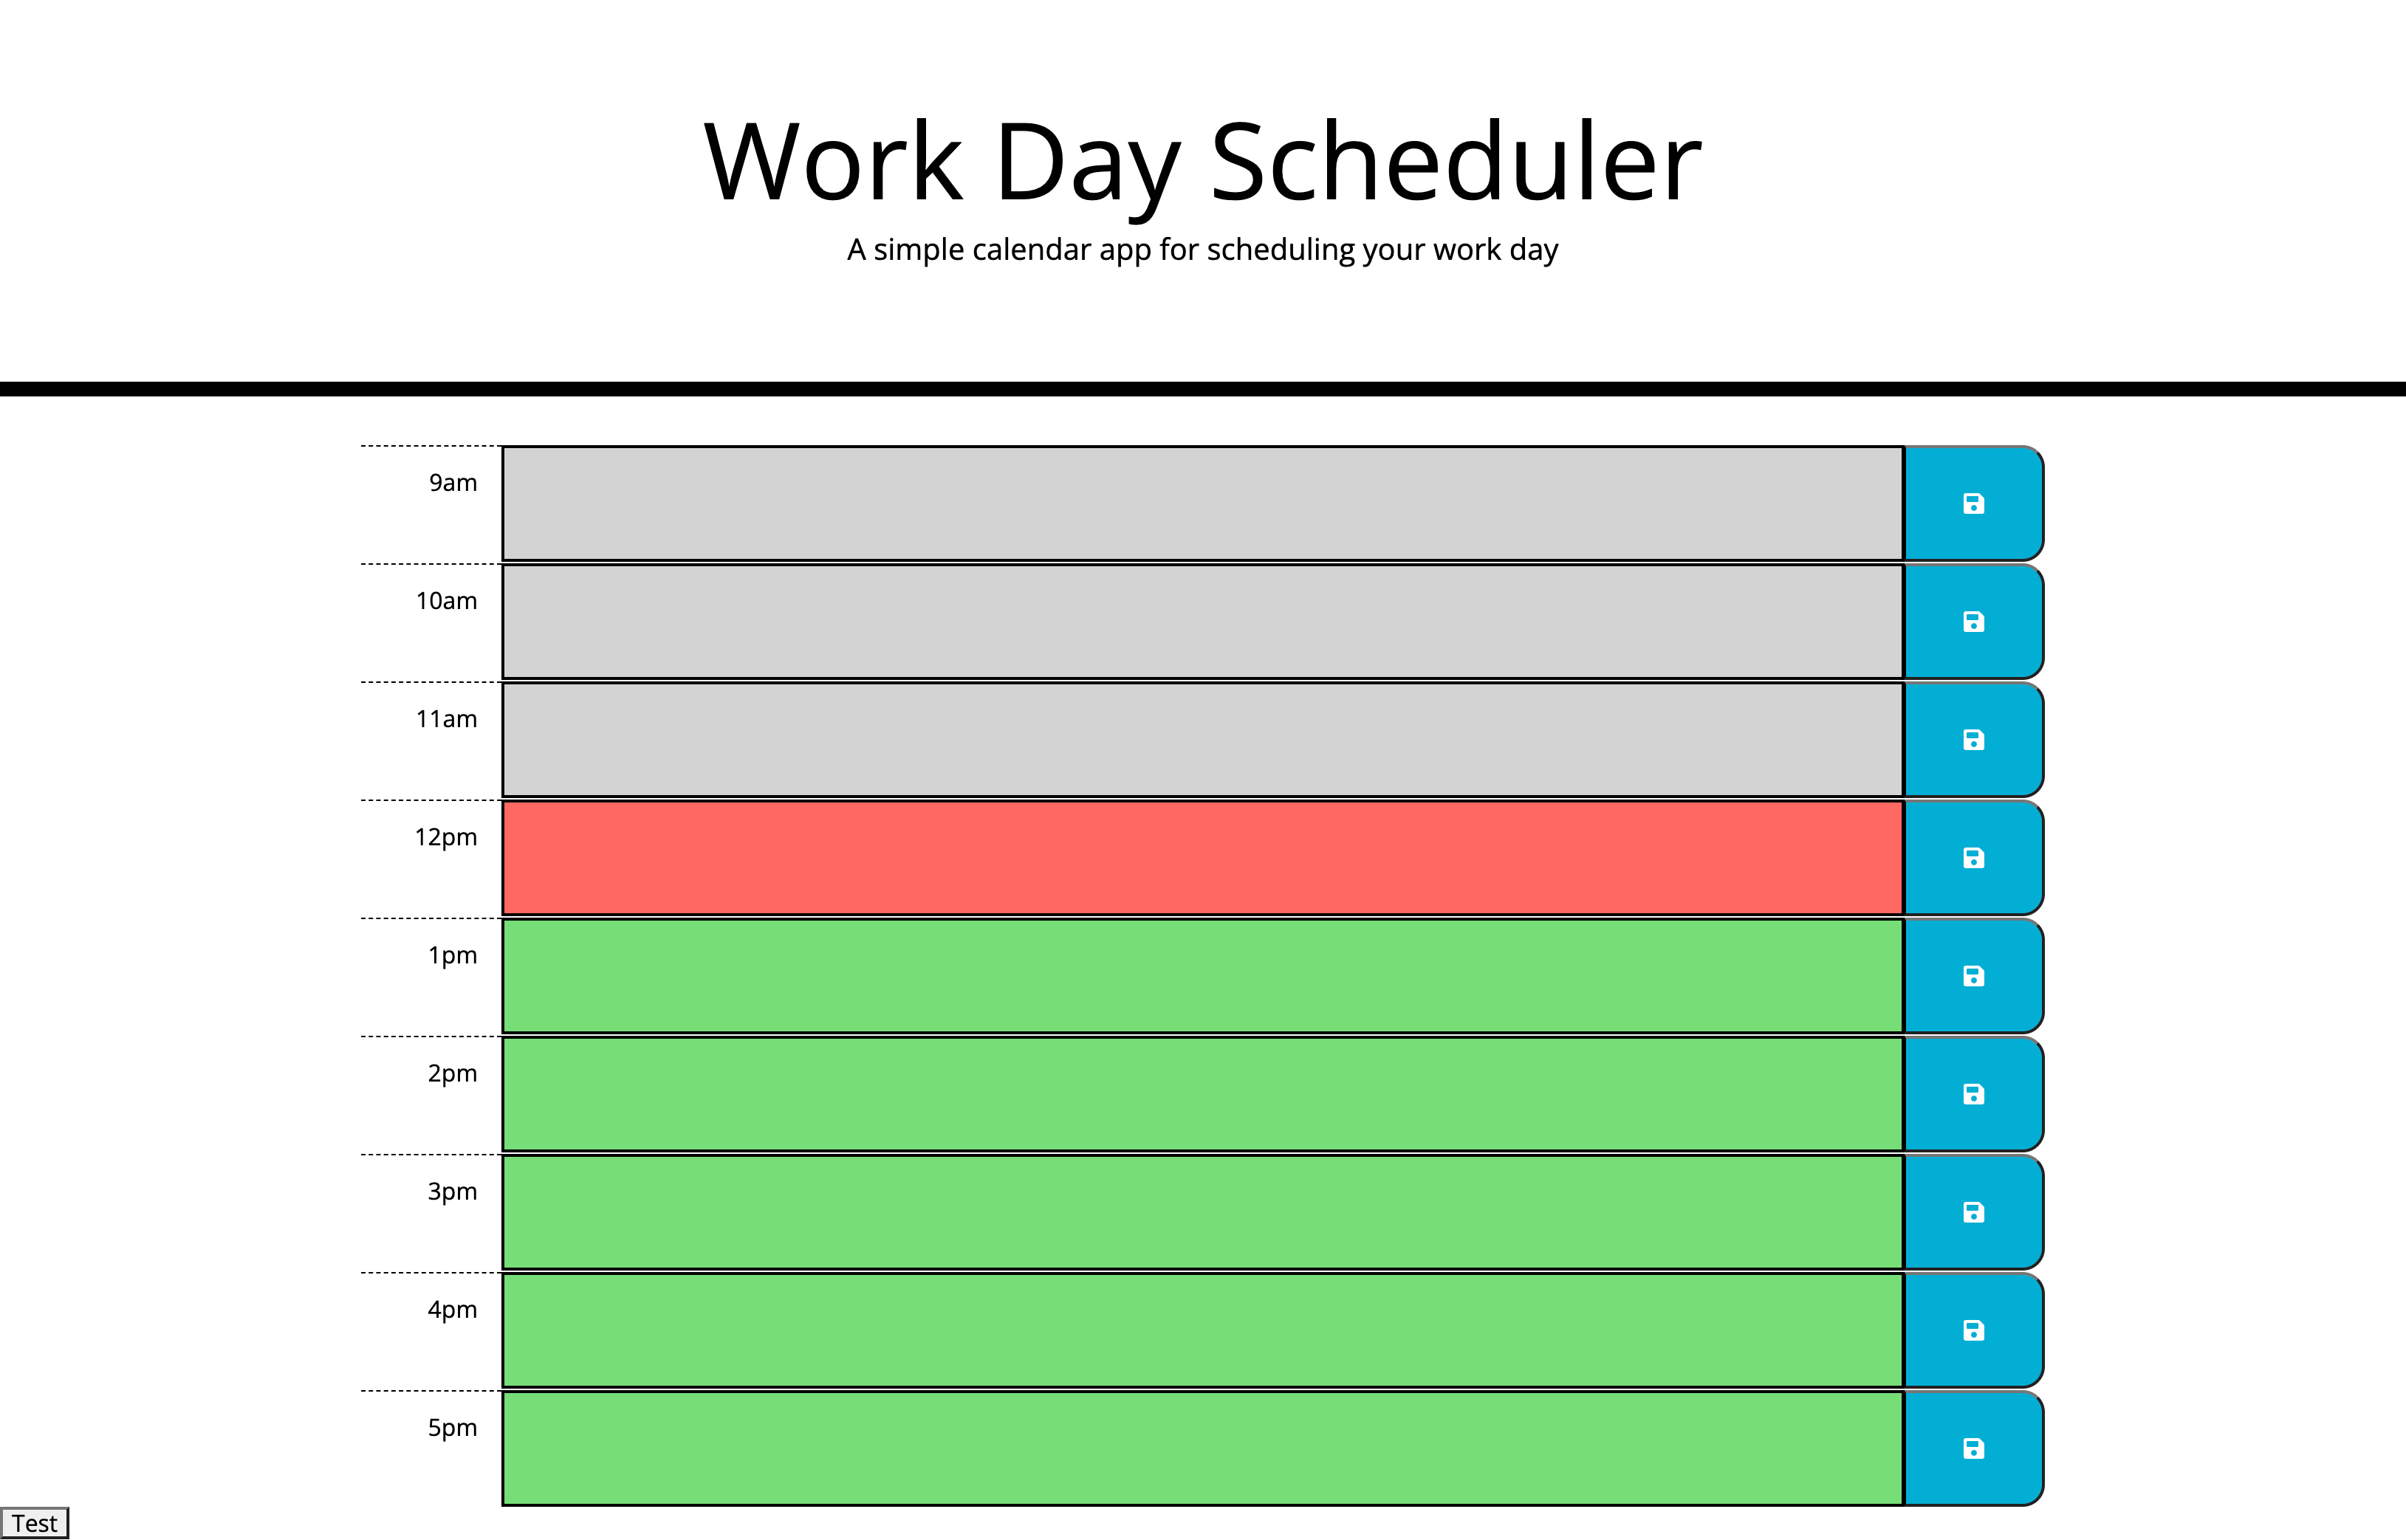 Work Day Scheduler
A simple calendar app for scheduling your work day
9am
10am
11am
12pm
1pm
2pm
3pm
4pm
5pm
Test